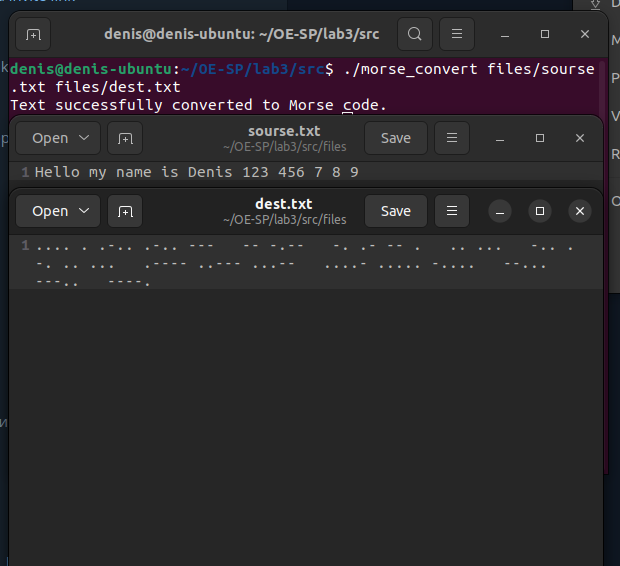 denis@denis-ubuntu: ~/OE-SP/lab3/src
denis@denis-ubuntu:~/OE-SP/lab3/src$ ./morse_convert files/sourse
.txt files/dest.txt
Text successfully converted to Morse code.
Open
sourse.txt
~/OE-SP/lab3/src/files
Save
1 Hello my name is Denis 123 456 7 8 9
Open
dest.txt
~/OE-SP/lab3/src/files
Save
1 .... . .-.. .-.. ---   -- -.--   -. .- -- .   .. ...   -.. .
-. .. ...   .---- ..--- ...--   ....- ..... -....   --...
---..   ----.